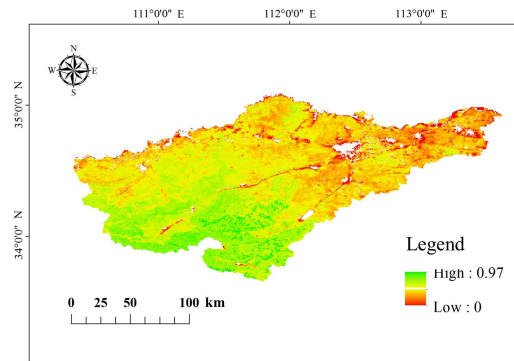 111°0'0" E 112°0'0" E 113°0'0" E
N
W E
S
35°0'0" N
34°0'0" N
Legend
High : 0.97
Low : 0
0 25 50 100 km